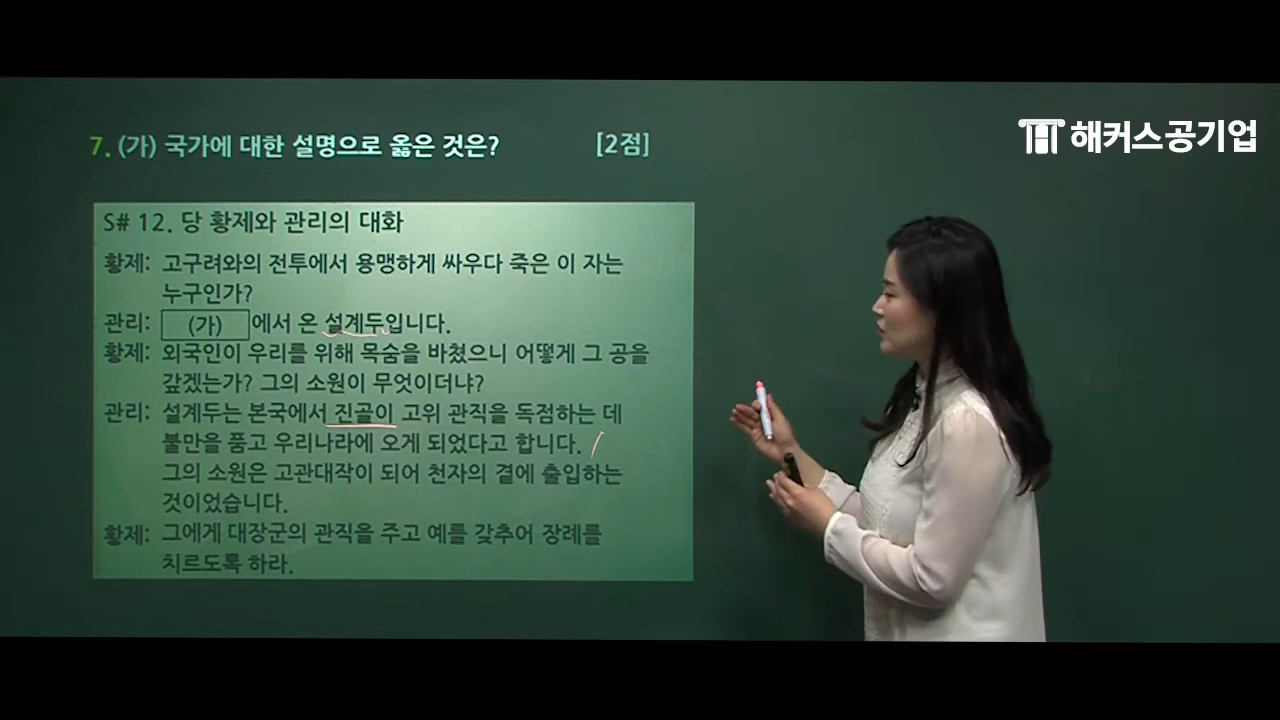 해커스공기업
7. (가) 국가에 대한 설명으로 옳은 것은? [2점]
S# 12. 당 황제와 관리의 대화
황제: 고구려와의 전투에서 용맹하게 싸우다 죽은 이 자는
누구인가?
관리: (가) 에서 온 설계두입니다.
황제: 외국인이 우리를 위해 목숨을 바쳤으니 어떻게 그 공을
갚겠는가? 그의 소원이 무엇이더냐?
관리: 설계두는 본국에서 진골이 고위 관직을 독점하는 데
불만을 품고 우리나라에 오게 되었다고 합니다.
그의 소원은 고관대작이 되어 천자의 곁에 출입하는
것이었습니다.
황제: 그에게 대장군의 관직을 주고 예를 갖추어 장례를
치르도록 하라.